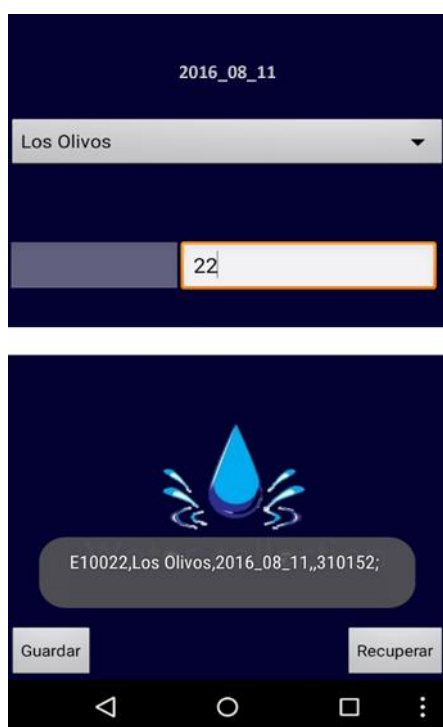 2016_08_11
Los Olivos
22
E10022,Los Olivos,2016_08_11,,310152;
Guardar
Recuperar